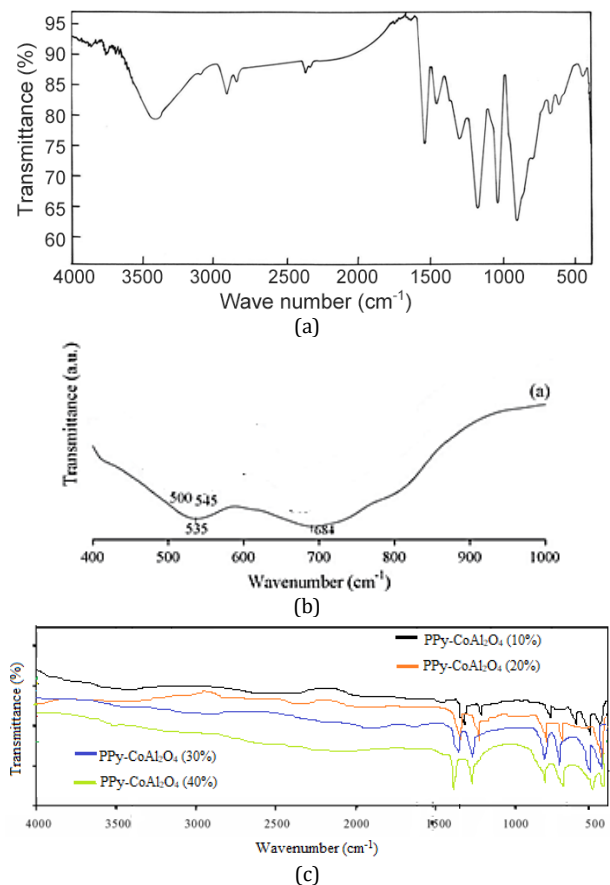 95
90
85
80
75
70
65
60
Transmittance (%)
4000 3500 3000 2500 2000 1500 1000 500
Wave number (cm⁻¹)
(a)
Transmittance (a.u.)
(a)
500 545
535
684
400 500 600 700 800 900 1000
Wavenumber (cm⁻¹)
(b)
Transmittance (%)
PPy-CoAl₂O₄ (10%)
PPy-CoAl₂O₄ (20%)
PPy-CoAl₂O₄ (30%)
PPy-CoAl₂O₄ (40%)
4000 3500 3000 2500 2000 1500 1000 500
Wavenumber (cm⁻¹)
(c)